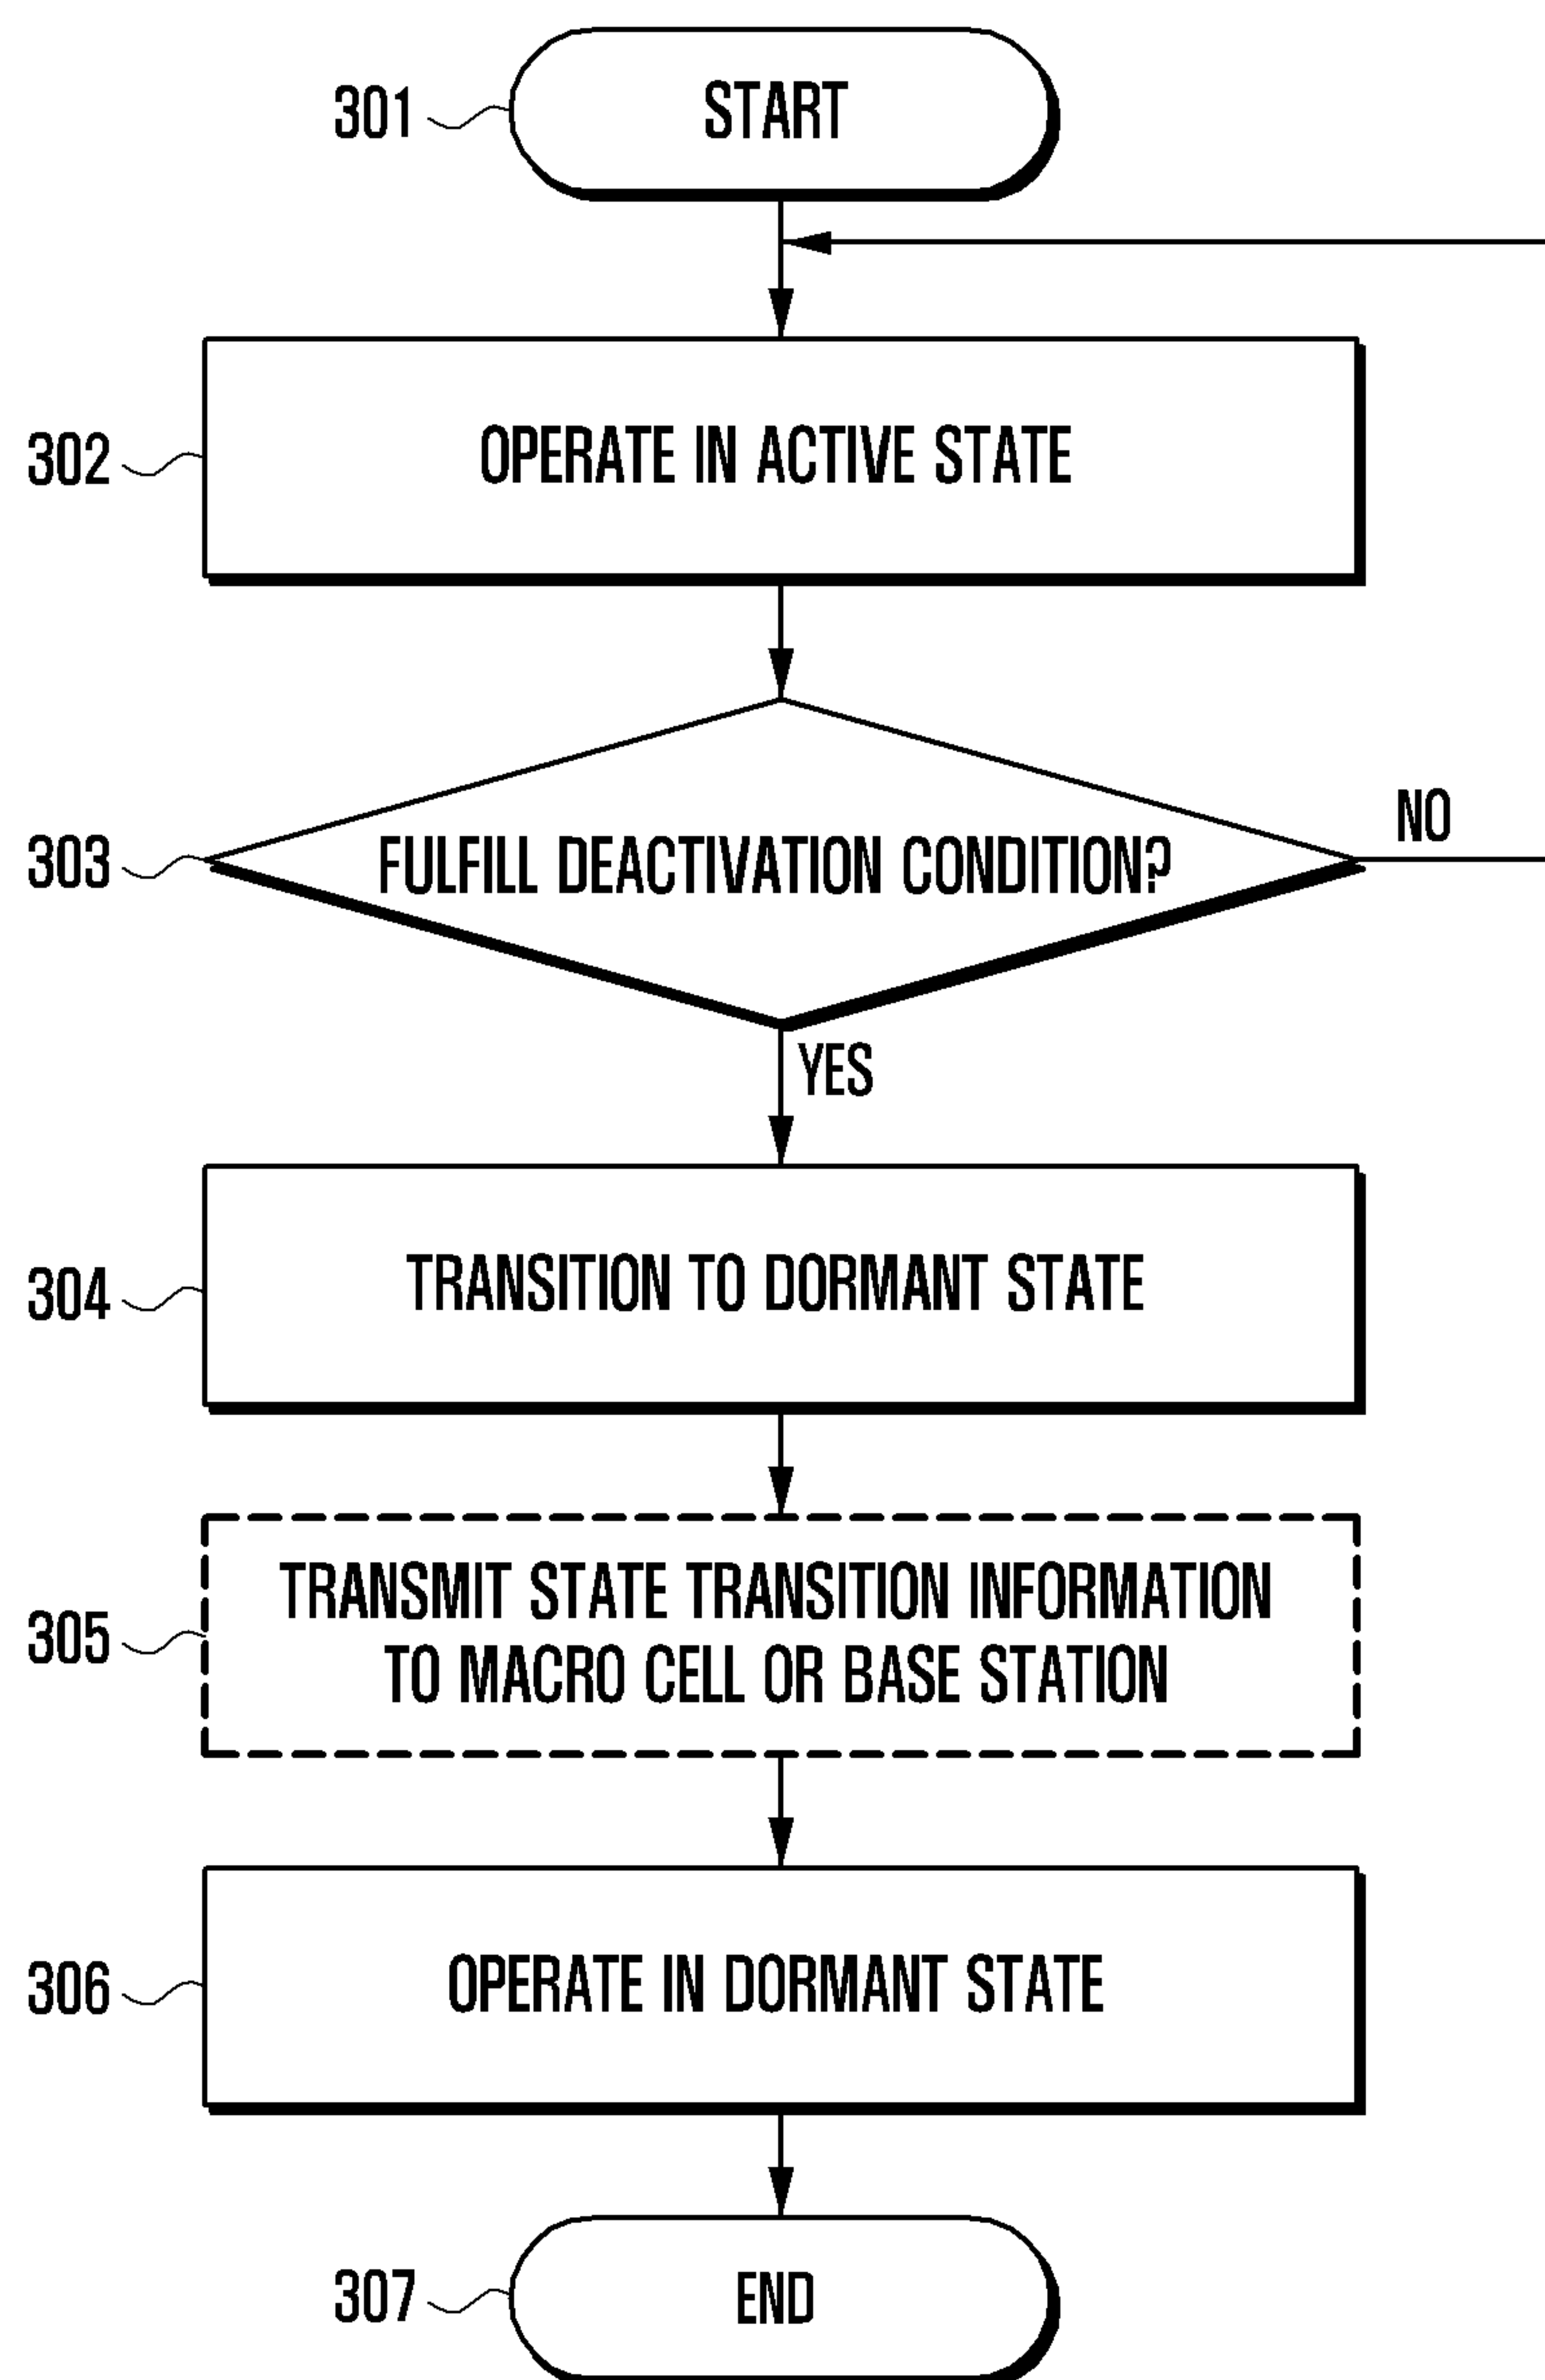 301
START
302
OPERATE IN ACTIVE STATE
303
FULFILL DEACTIVATION CONDITION?
NO
YES
304
TRANSITION TO DORMANT STATE
305
TRANSMIT STATE TRANSITION INFORMATION
TO MACRO CELL OR BASE STATION
306
OPERATE IN DORMANT STATE
307
END